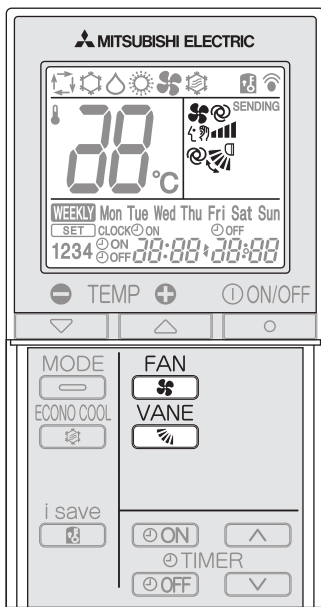 MITSUBISHI ELECTRIC
SENDING
88 °C
WEEKLY Mon Tue Wed Thu Fri Sat Sun
SET CLOCK ON OFF
1234 ON 88:88 88:88
OFF
TEMP ON/OFF
MODE FAN
ECONO COOL VANE
i save
ON
TIMER
OFF